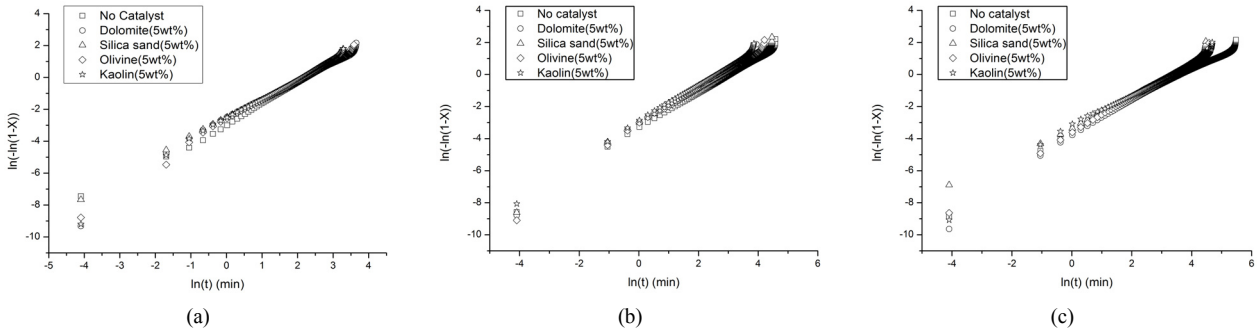 No Catalyst
Dolomite(5wt%)
Silica sand(5wt%)
Olivine(5wt%)
Kaolin(5wt%)
ln(-ln(1-X))
4
2
0
-2
-4
-6
-8
-10
-5 -4 -3 -2 -1 0 1 2 3 4 5
ln(t) (min)
(a)
No catalyst
Dolomite(5wt%)
Silica sand(5wt%)
Olivine(5wt%)
Kaolin(5wt%)
ln(-ln(1-X))
4
2
0
-2
-4
-6
-8
-10
-4 -2 0 2 4 6
ln(t) (min)
(b)
No catalyst
Dolomite(5wt%)
Silica sand(5wt%)
Olivine(5wt%)
Kaolin(5wt%)
ln(-ln(1-X))
4
2
0
-2
-4
-6
-8
-10
-4 -2 0 2 4 6
ln(t) (min)
(c)